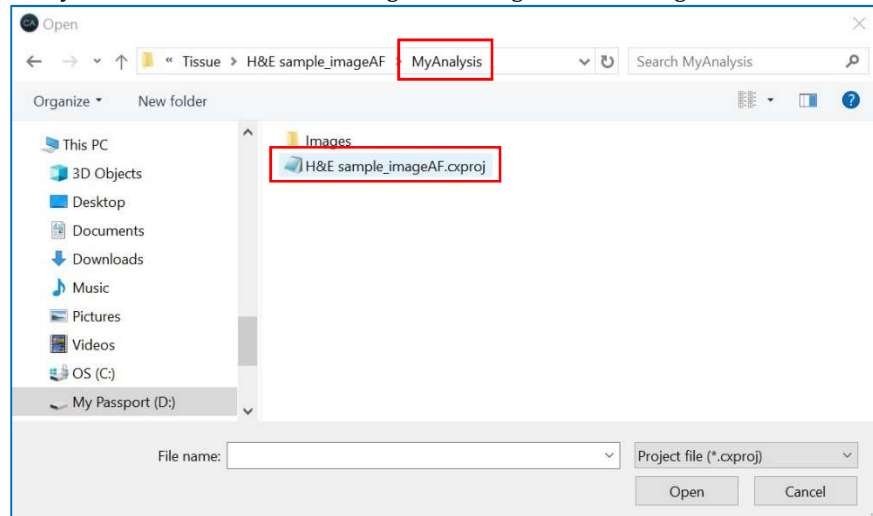 CA Open
« Tissue > H&E sample_imageAF > MyAnalysis
Search MyAnalysis
Organize
New folder
This PC
3D Objects
Desktop
Documents
Downloads
Music
Pictures
Videos
OS (C:)
My Passport (D:)
Images
H&E sample_imageAF.cxproj
File name:
Project file (*.cxproj)
Open
Cancel